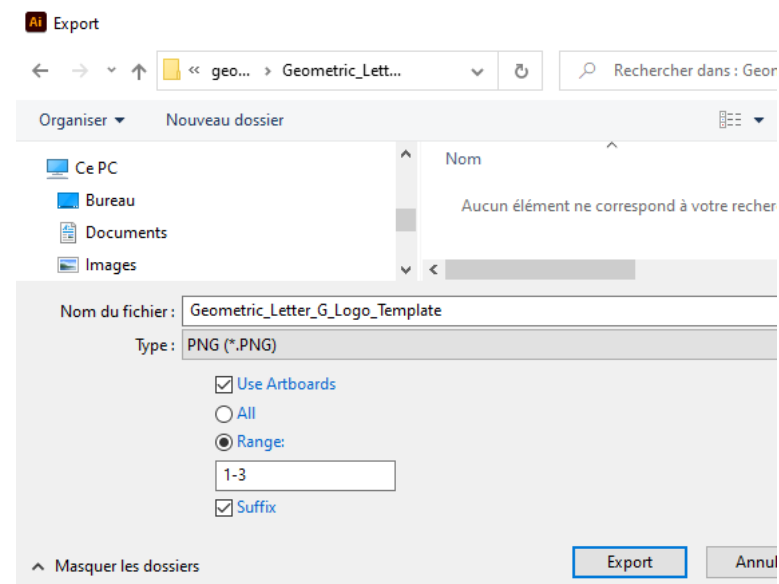 Ai Export
« geo... > Geometric_Lett... Rechercher dans : Geor
Organiser Nouveau dossier
Ce PC
Bureau
Documents
Images
Nom
Aucun élément ne correspond à votre recher
Nom du fichier : Geometric_Letter_G_Logo_Template
Type : PNG (*.PNG)
Use Artboards
All
Range:
1-3
Suffix
Masquer les dossiers Export Annul